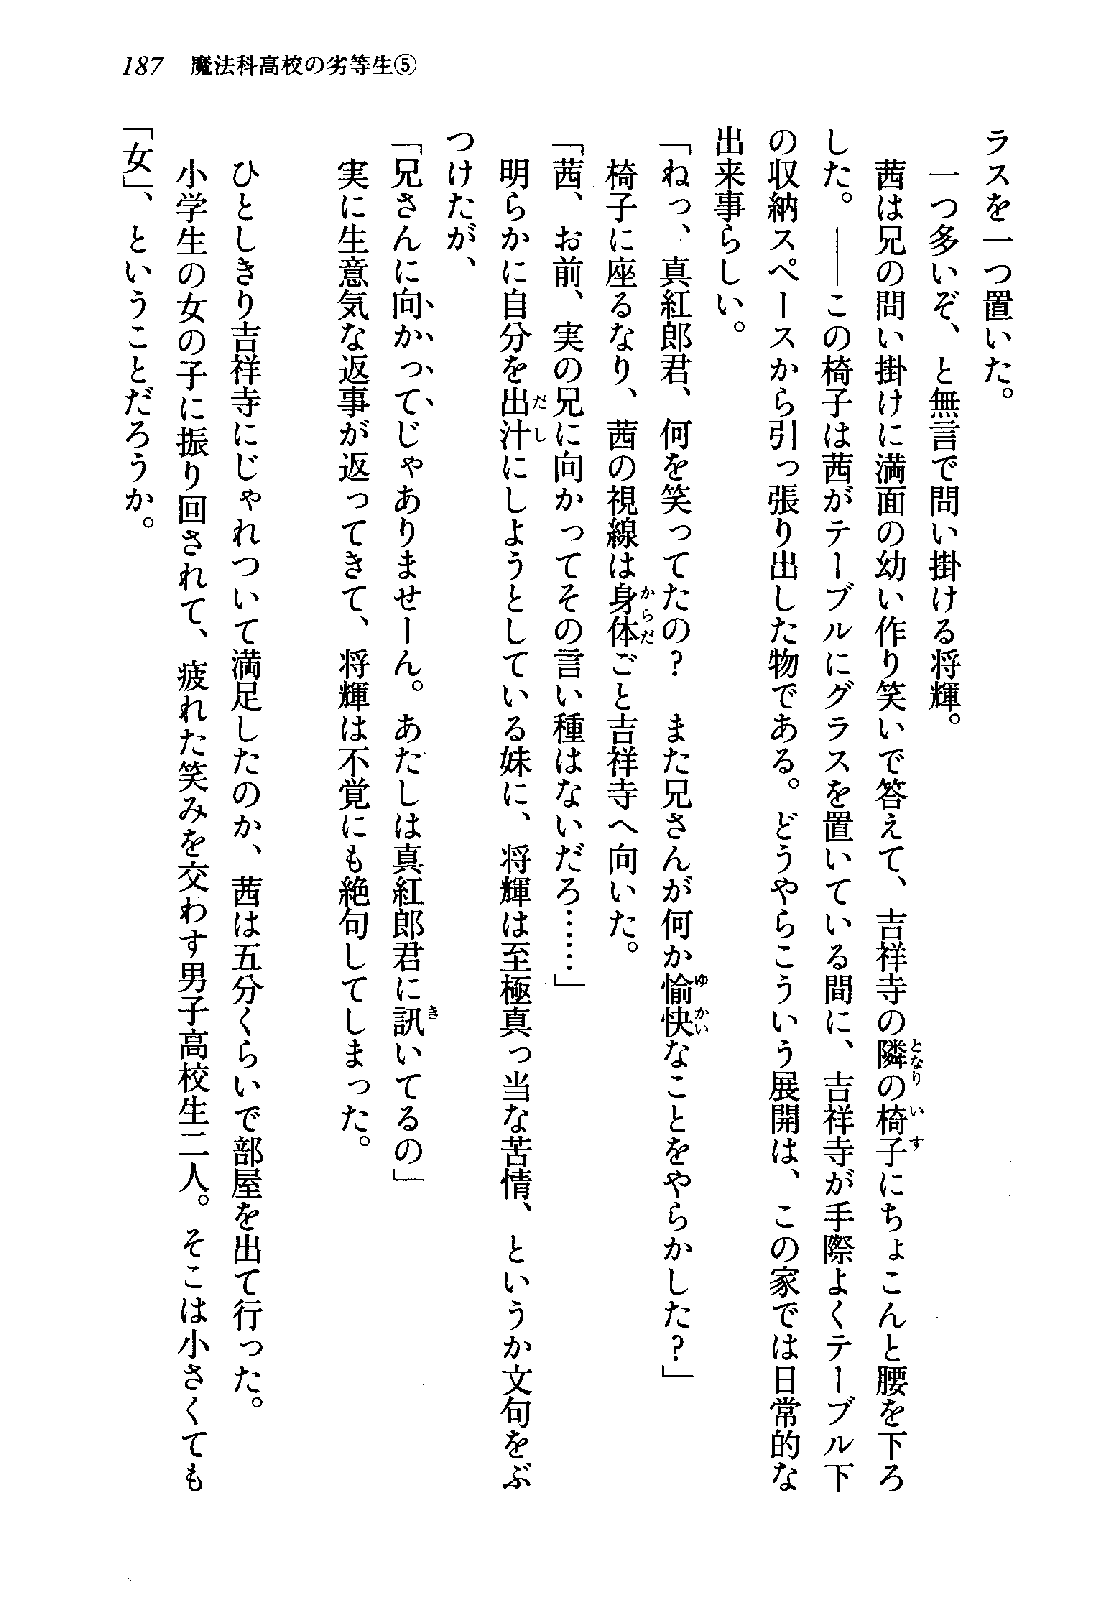 187 魔法科高校の劣等生⑤
ラスを一つ置いた。
一つ多いぞ、と無言で問い掛ける将輝。
茜は兄の問い掛けに満面の幼い作り笑いで答えて、吉祥寺の隣の椅子にちょこんと腰を下ろ
した。――この椅子は茜がテーブルにグラスを置いている間に、吉祥寺が手際よくテーブル下
の収納スペースから引っ張り出した物である。どうやらこういう展開は、この家では日常的な
出来事らしい。
「ねっ、真紅郎君、何を笑ってたの？　また兄さんが何か愉快なことをやらかした？」
椅子に座るなり、茜の視線は身体ごと吉祥寺へ向いた。
「茜、お前、実の兄に向かってその言い種はないだろ……」
明らかに自分を出汁にしようとしている妹に、将輝は至極真っ当な苦情、というか文句をぶ
つけたが、
「兄さんに向かってじゃありませーん。あたしは真紅郎君に訊いてるの」
実に生意気な返事が返ってきて、将輝は不覚にも絶句してしまった。
ひとしきり吉祥寺にじゃれついて満足したのか、茜は五分くらいで部屋を出て行った。
小学生の女の子に振り回されて、疲れた笑みを交わす男子高校生二人。そこは小さくても
「女」、ということだろうか。